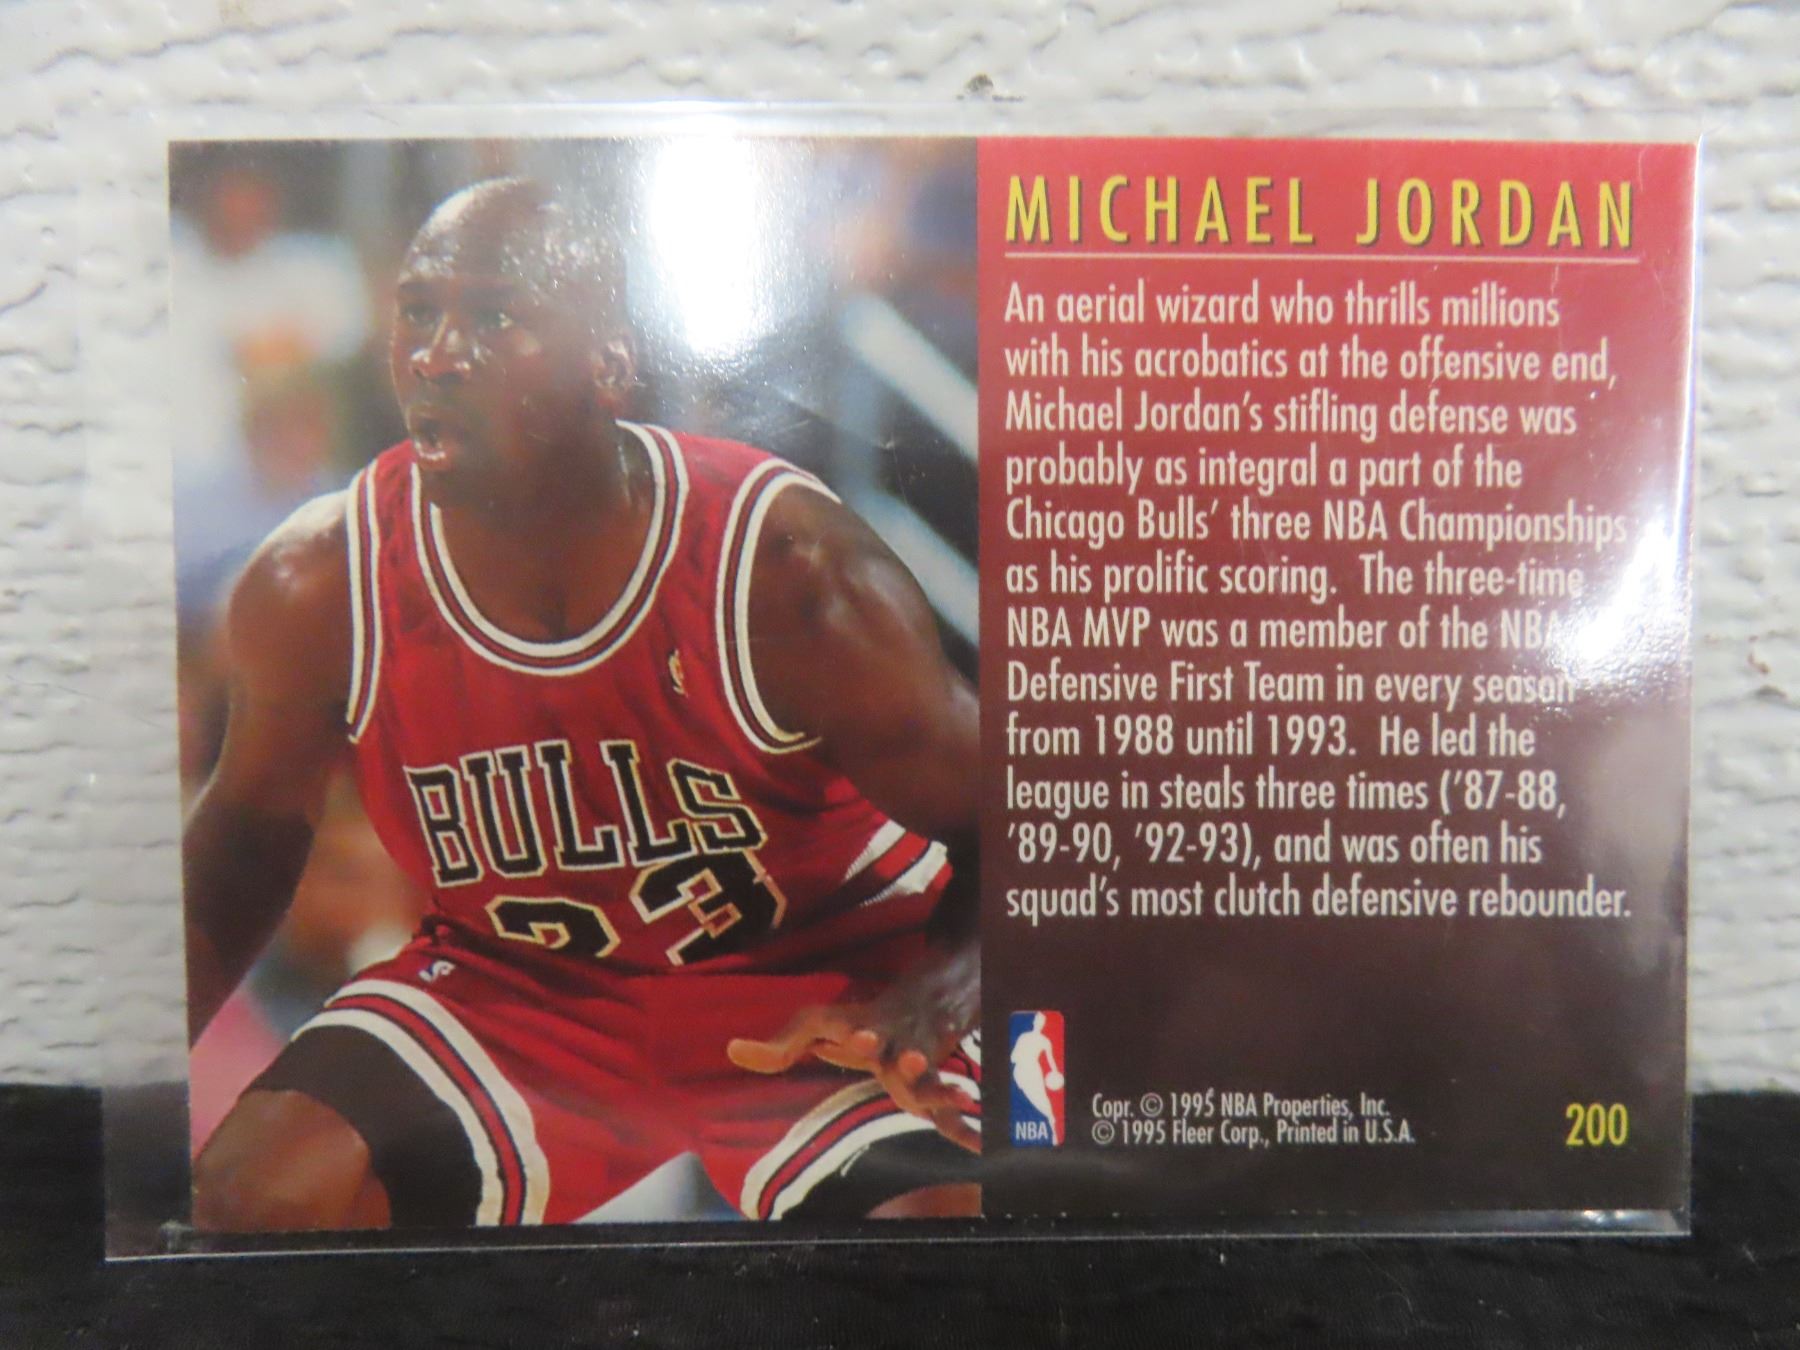 MICHAEL JORDAN
An aerial wizard who thrills millions
with his acrobatics at the offensive end,
Michael Jordan's stifling defense was
probably as integral a part of the
Chicago Bulls' three NBA Championships
as his prolific scoring. The three-time
NBA MVP was a member of the NBA
Defensive First Team in every season
from 1988 until 1993. He led the
league in steals three times ('87-88,
'89-90, '92-93), and was often his
squad's most clutch defensive rebounder.
BULLS
23
NBA
Copr. © 1995 NBA Properties, Inc.
© 1995 Fleer Corp., Printed in U.S.A.
200